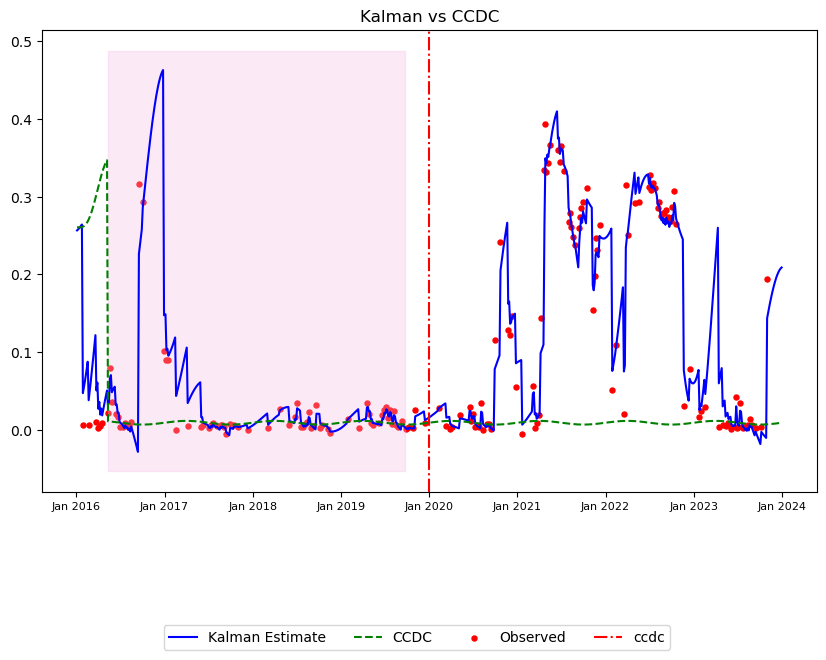 Kalman vs CCDC
0.5
0.4
0.3
0.2
0.1
0.0
Jan 2016 Jan 2017 Jan 2018 Jan 2019 Jan 2020 Jan 2021 Jan 2022 Jan 2023 Jan 2024
Kalman Estimate CCDC Observed ccdc